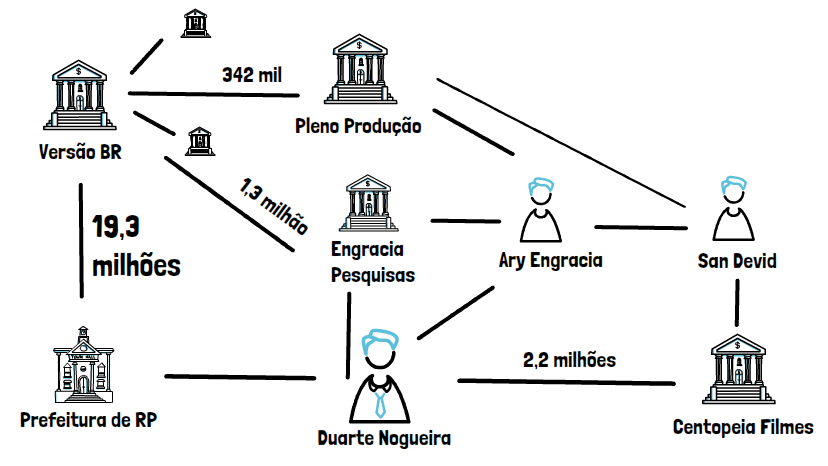 342 mil
Pleno Produção
Versão BR
1,3 milhão
19,3
milhões
Engracia
Pesquisas
Ary Engracia
San Devid
TOWN HALL
2,2 milhões
Prefeitura de RP
Duarte Nogueira
Centopeia Filmes